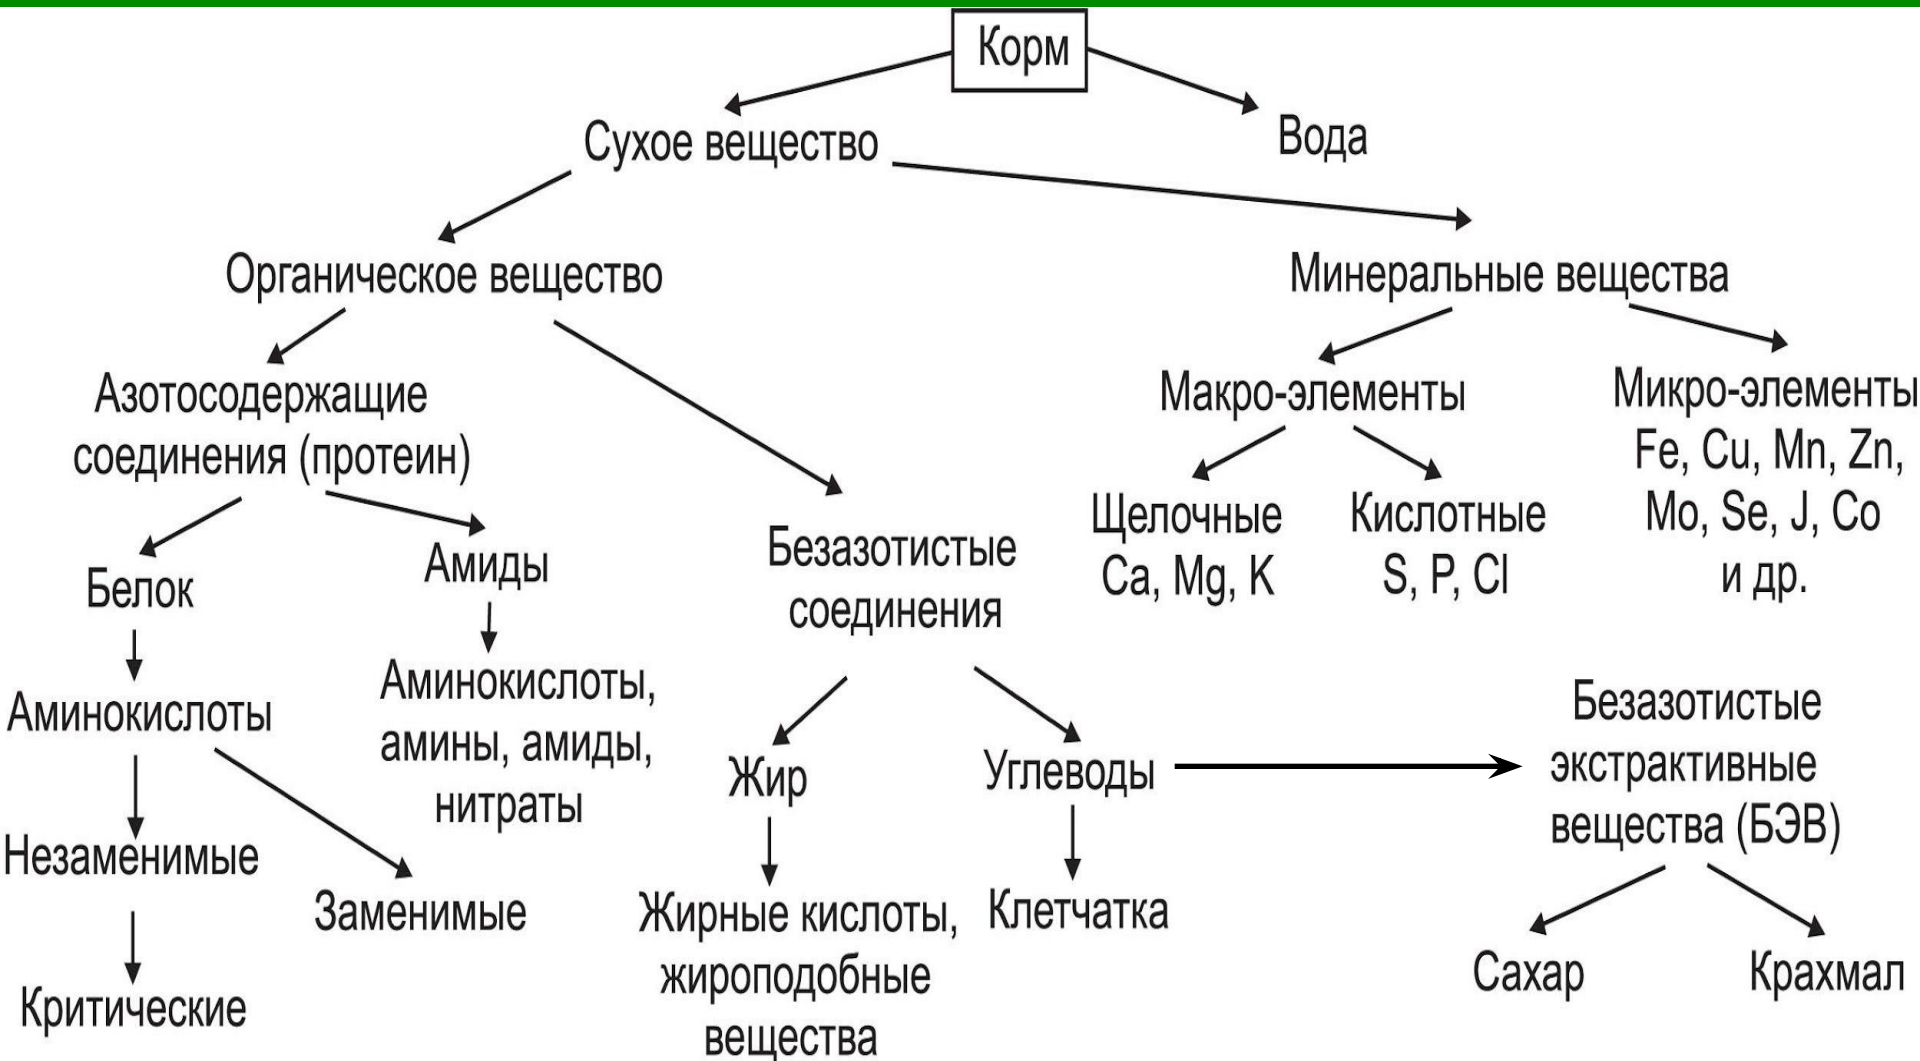 Корм
Сухое вещество
Вода
Органическое вещество
Минеральные вещества
Азотосодержащие
соединения (протеин)
Макро-элементы
Микро-элементы
Fe, Cu, Mn, Zn,
Mo, Se, J, Co
и др.
Щелочные
Ca, Mg, K
Кислотные
S, P, Cl
Белок
Амиды
Безазотистые
соединения
Аминокислоты
Аминокислоты,
амины, амиды,
нитраты
Жир
Углеводы
Безазотистые
экстрактивные
вещества (БЭВ)
Незаменимые
Заменимые
Жирные кислоты,
жироподобные
вещества
Клетчатка
Сахар
Крахмал
Критические